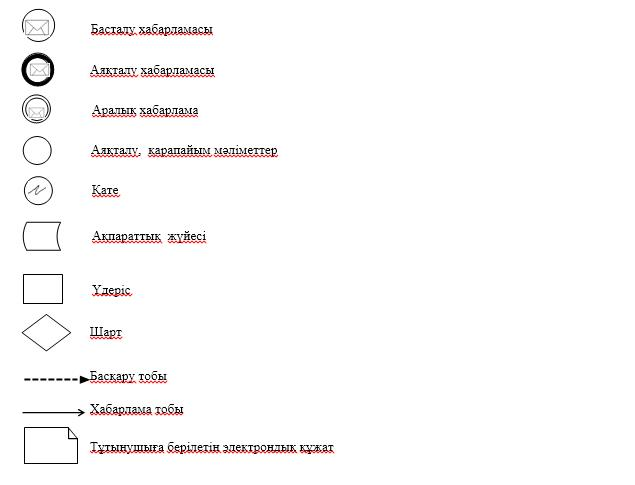 Басталу хабарламасы
Аяқталу хабарламасы
Аралық хабарлама
Аяқталу, қарапайым мәліметтер
Қате
Ақпараттық жүйесі
Үдеріс
Шарт
Басқару тобы
Хабарлама тобы
Тұтынушыға берілетін электрондық құжат